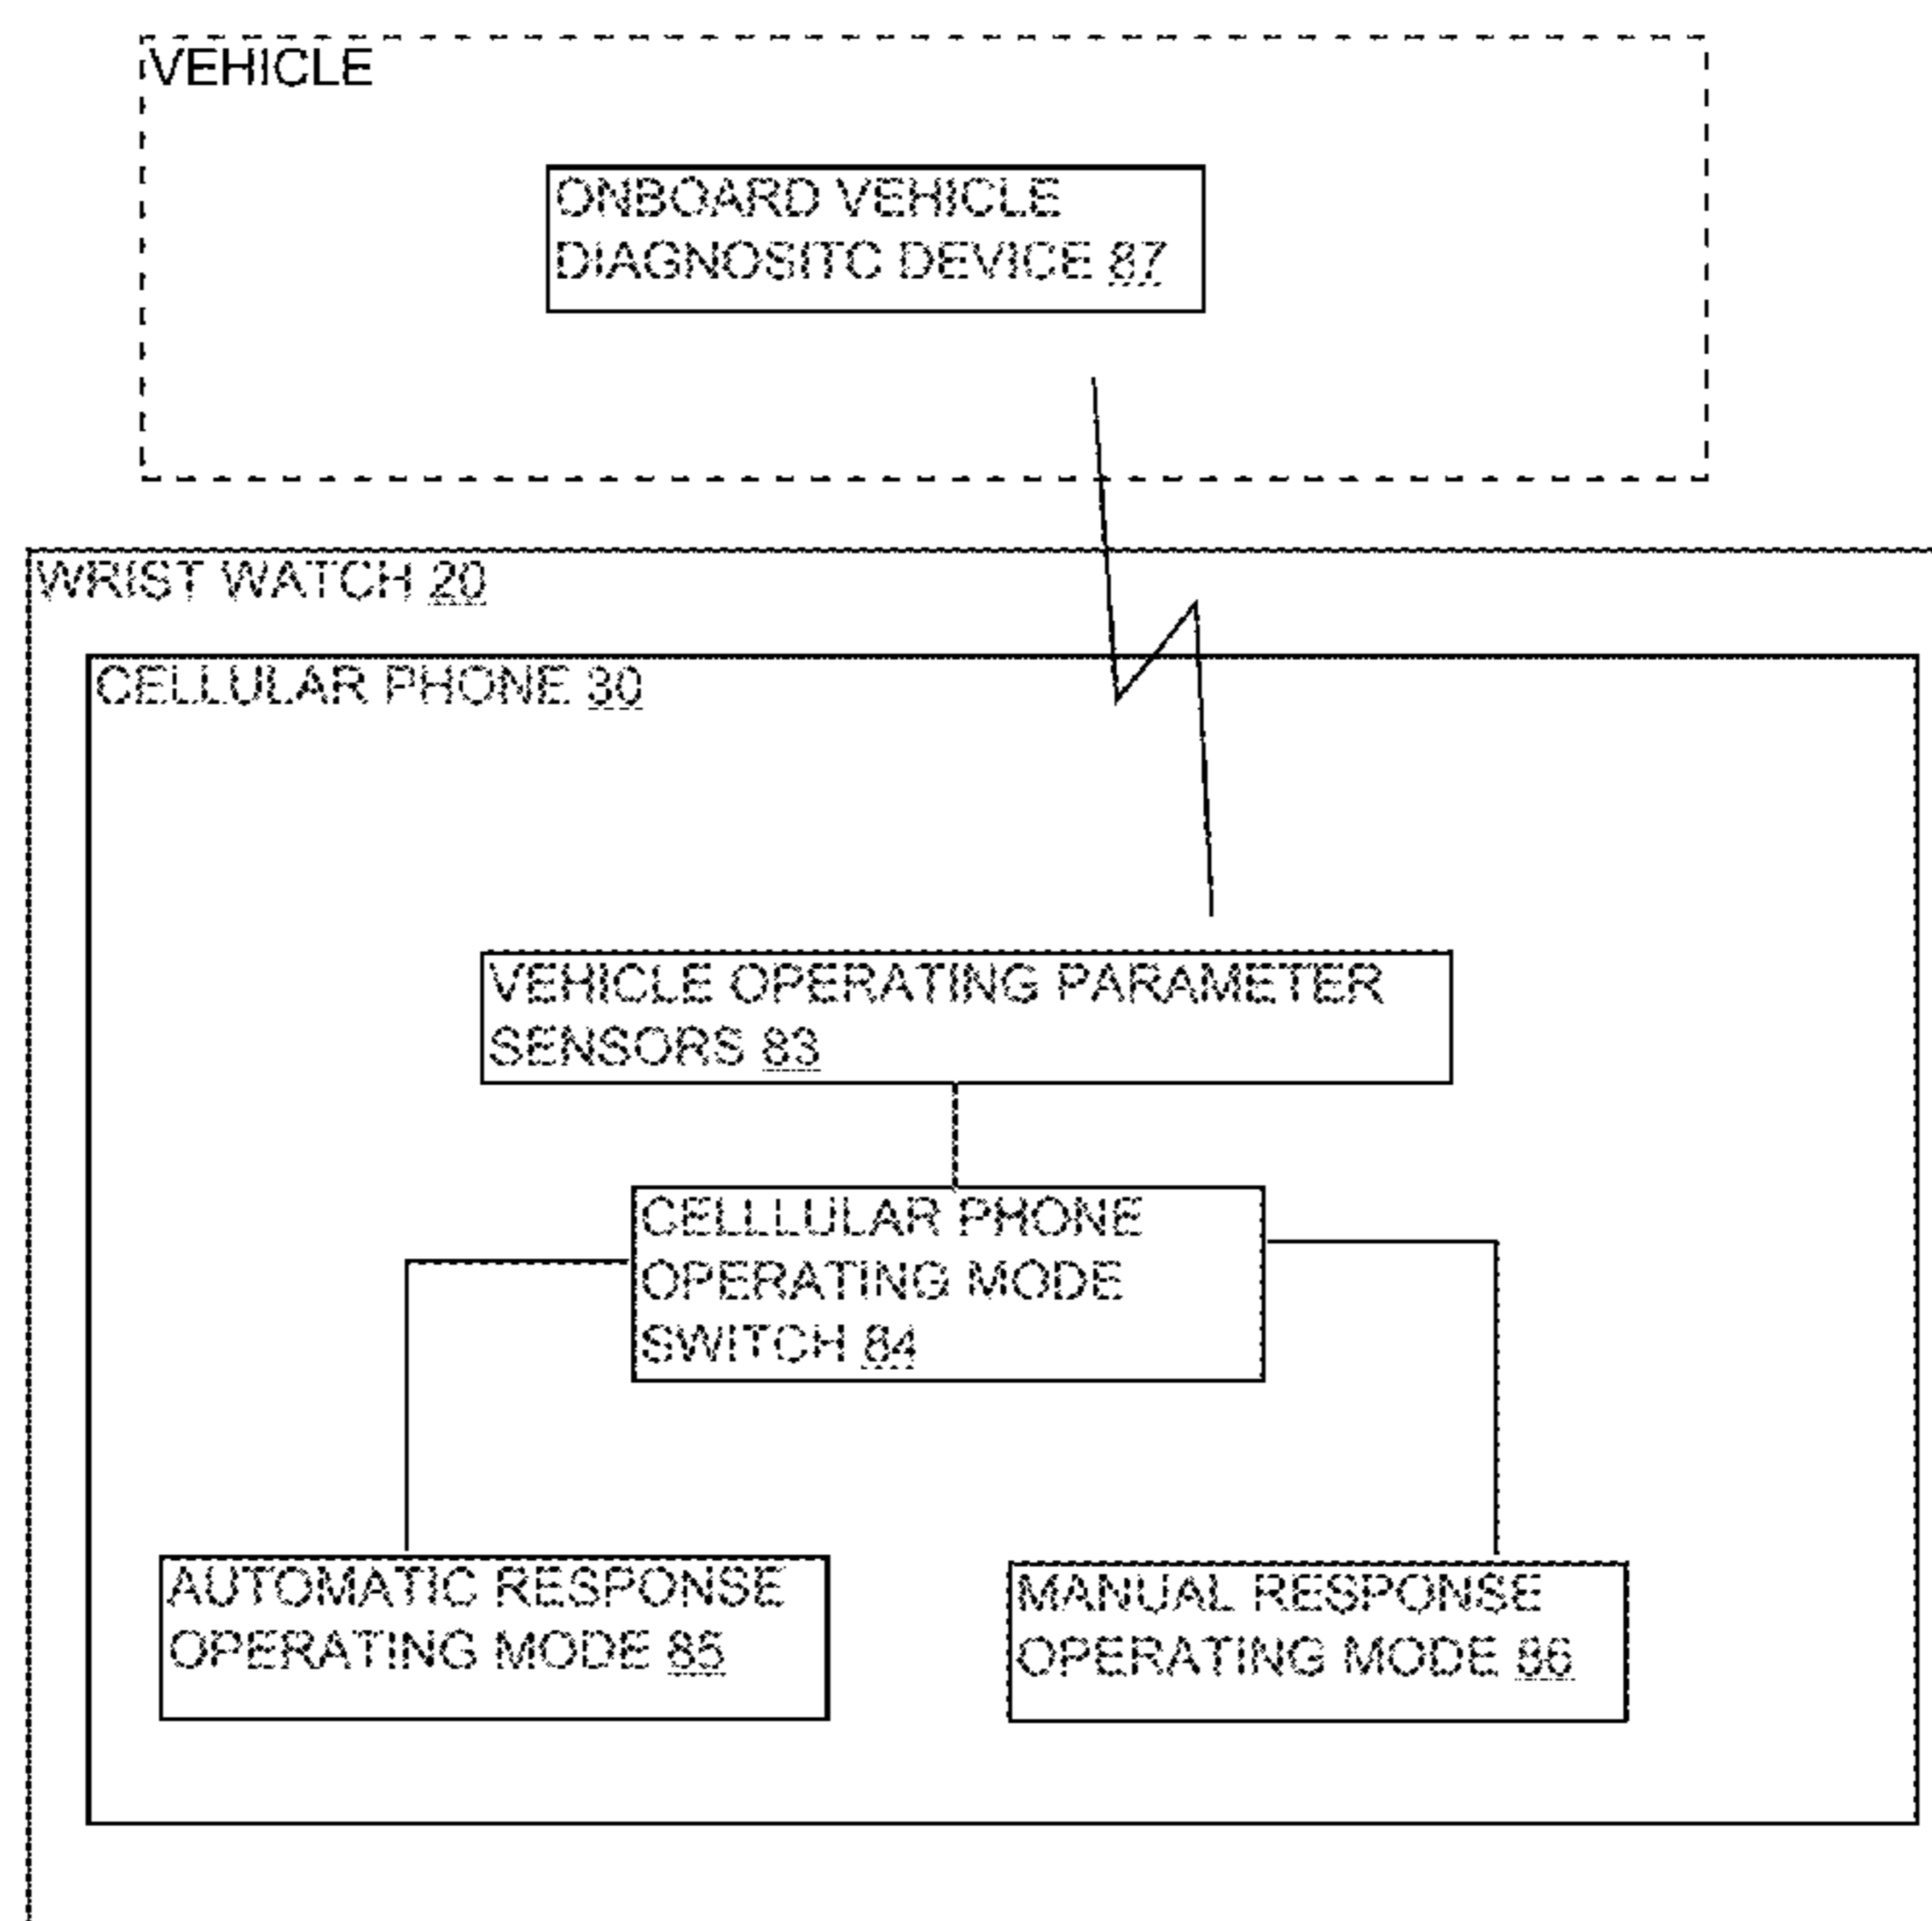 VEHICLE
ONBOARD VEHICLE
DIAGNOSITC DEVICE 87
WRIST WATCH 20
CELLULAR PHONE 30
VEHICLE OPERATING PARAMETER
SENSORS 83
CELLLULAR PHONE
OPERATING MODE
SWITCH 84
AUTOMATIC RESPONSE
OPERATING MODE 85
MANUAL RESPONSE
OPERATING MODE 86